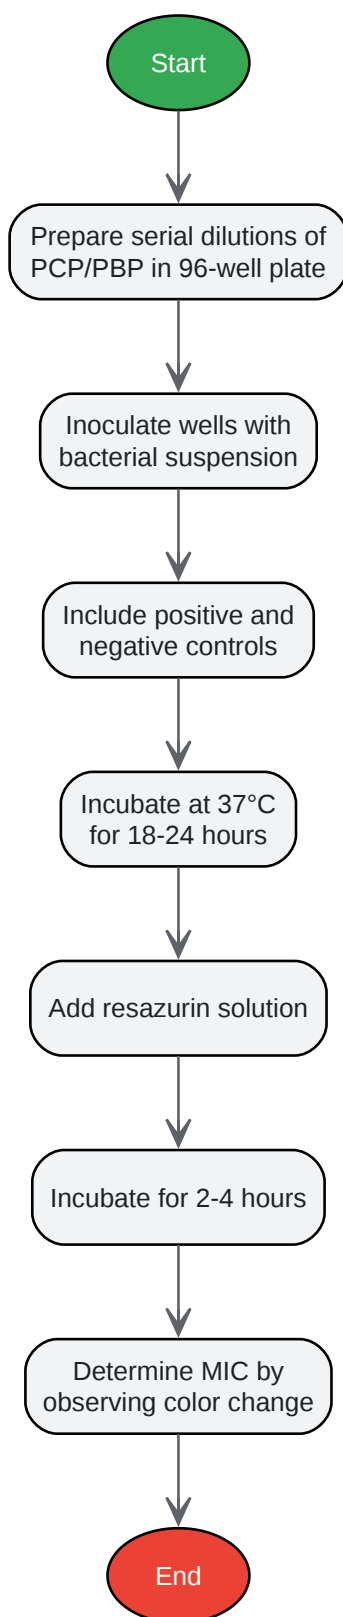 Start
Prepare serial dilutions of
PCP/PBP in 96-well plate
Inoculate wells with
bacterial suspension
Include positive and
negative controls
Incubate at 37°C
for 18-24 hours
Add resazurin solution
Incubate for 2-4 hours
Determine MIC by
observing color change
End